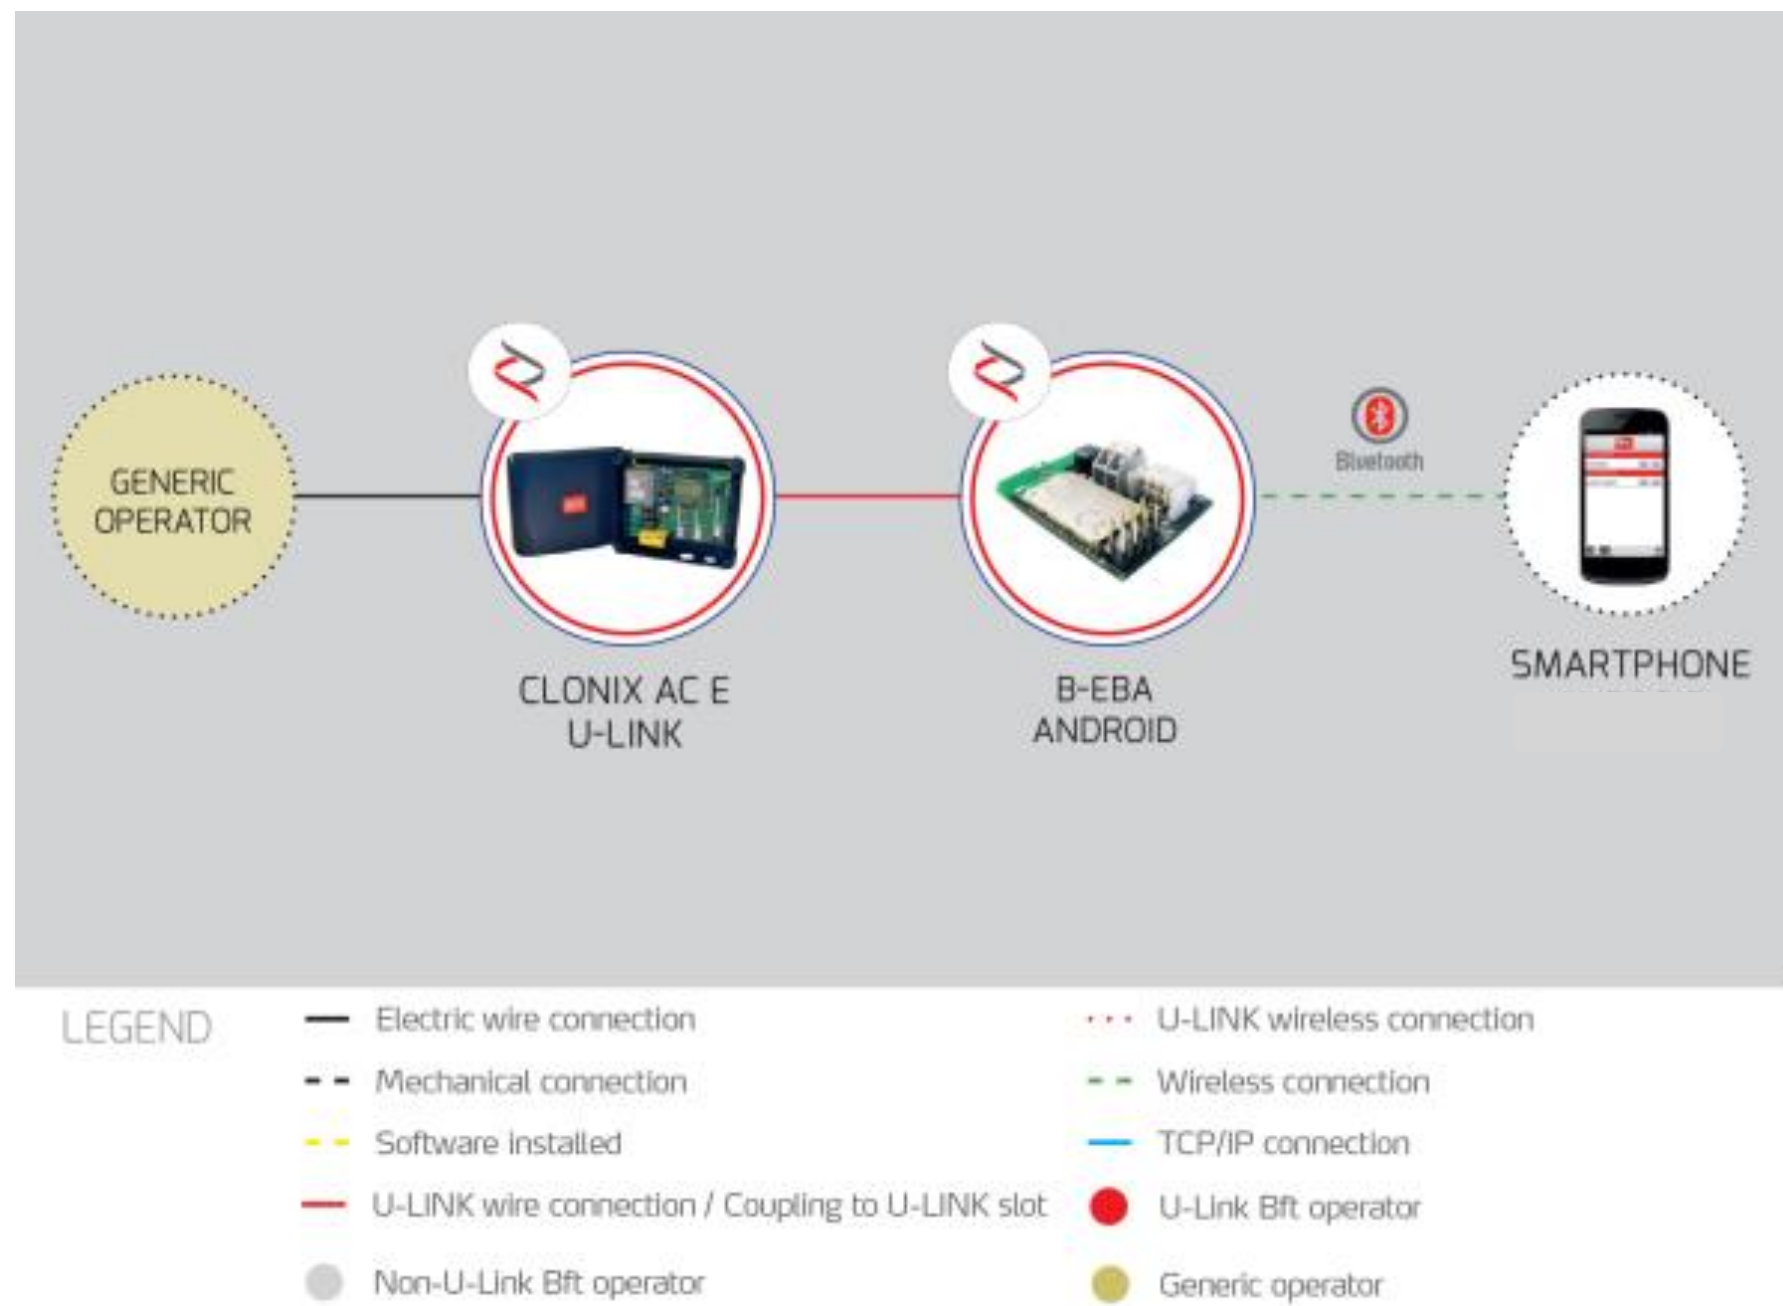 GENERIC
OPERATOR
CLONIX AC E
U-LINK
B-EBA
ANDROID
Bluetooth
SMARTPHONE
LEGEND
Electric wire connection
Mechanical connection
Software installed
U-LINK wire connection / Coupling to U-LINK slot
Non-U-Link Bft operator
U-LINK wireless connection
Wireless connection
TCP/IP connection
U-Link Bft operator
Generic operator